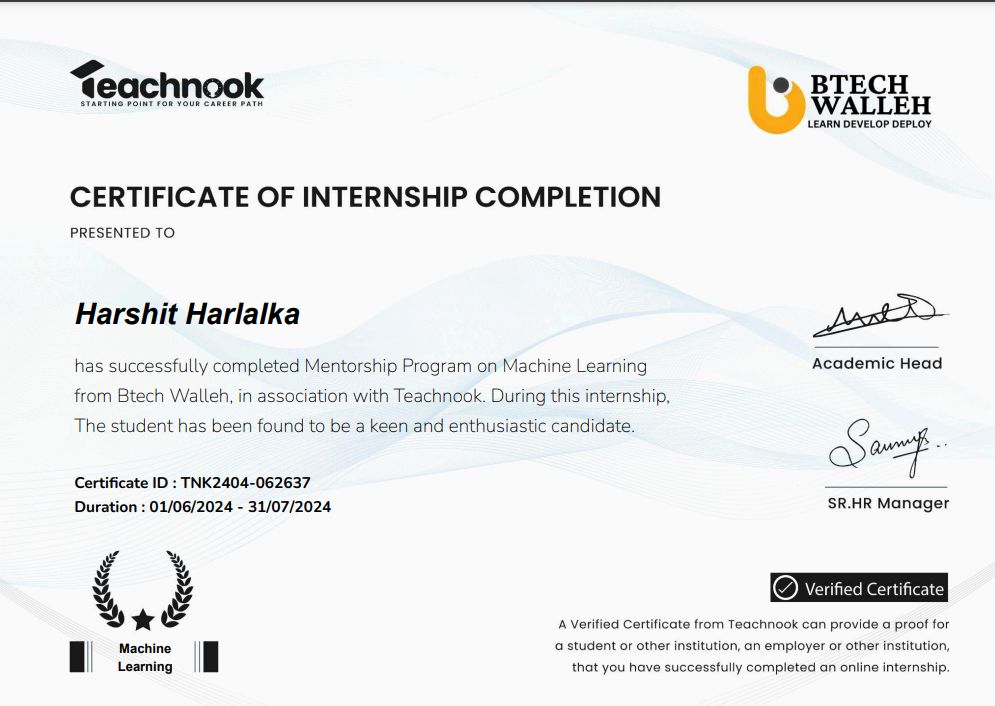 Teachnook
STARTING POINT FOR YOUR CAREER PATH
BTECH
WALLEH
LEARN DEVELOP DEPLOY
CERTIFICATE OF INTERNSHIP COMPLETION
PRESENTED TO
Harshit Harlalka
has successfully completed Mentorship Program on Machine Learning
from Btech Walleh, in association with Teachnook. During this internship,
The student has been found to be a keen and enthusiastic candidate.
Certificate ID : TNK2404-062637
Duration : 01/06/2024 - 31/07/2024
Academic Head
SR.HR Manager
Machine
Learning
Verified Certificate
A Verified Certificate from Teachnook can provide a proof for
a student or other institution, an employer or other institution,
that you have successfully completed an online internship.